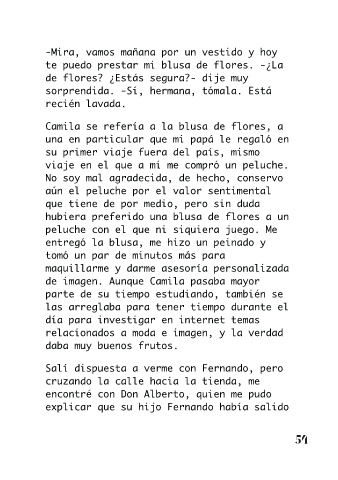 -Mira, vamos mañana por un vestido y hoy
te puedo prestar mi blusa de flores. -¿La
de flores? ¿Estás segura?- dije muy
sorprendida. -Sí, hermana, tómala. Está
recién lavada.
Camila se refería a la blusa de flores, a
una en particular que mi papá le regaló en
su primer viaje fuera del país, mismo
viaje en el que a mí me compró un peluche.
No soy mal agradecida, de hecho, conservo
aún el peluche por el valor sentimental
que tiene de por medio, pero sin duda
hubiera preferido una blusa de flores a un
peluche con el que ni siquiera juego. Me
entregó la blusa, me hizo un peinado y
tomó un par de minutos más para
maquillarme y darme asesoría personalizada
de imagen. Aunque Camila pasaba mayor
parte de su tiempo estudiando, también se
las arreglaba para tener tiempo durante el
día para investigar en internet temas
relacionados a moda e imagen, y la verdad
daba muy buenos frutos.
Salí dispuesta a verme con Fernando, pero
cruzando la calle hacia la tienda, me
encontré con Don Alberto, quien me pudo
explicar que su hijo Fernando había salido
54